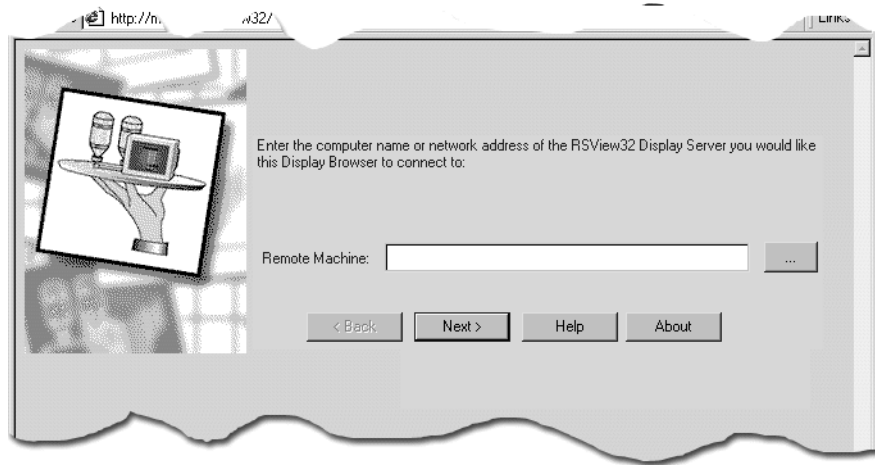 http://n
w32/
Links
Enter the computer name or network address of the RSView32 Display Server you would like
this Display Browser to connect to:
Remote Machine:
...
< Back
Next >
Help
About